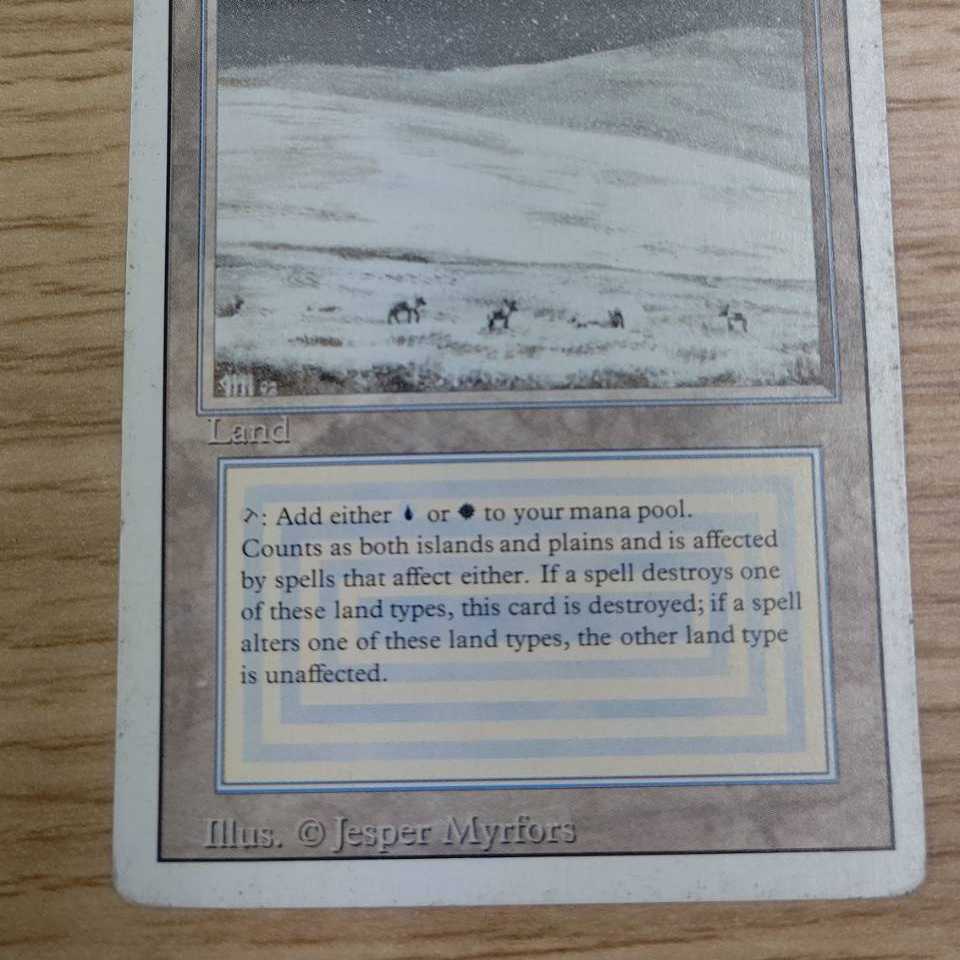 Land
: Add either or to your mana pool.
Counts as both islands and plains and is affected
by spells that affect either. If a spell destroys one
of these land types, this card is destroyed; if a spell
alters one of these land types, the other land type
is unaffected.
Illus. © Jesper Myrfors